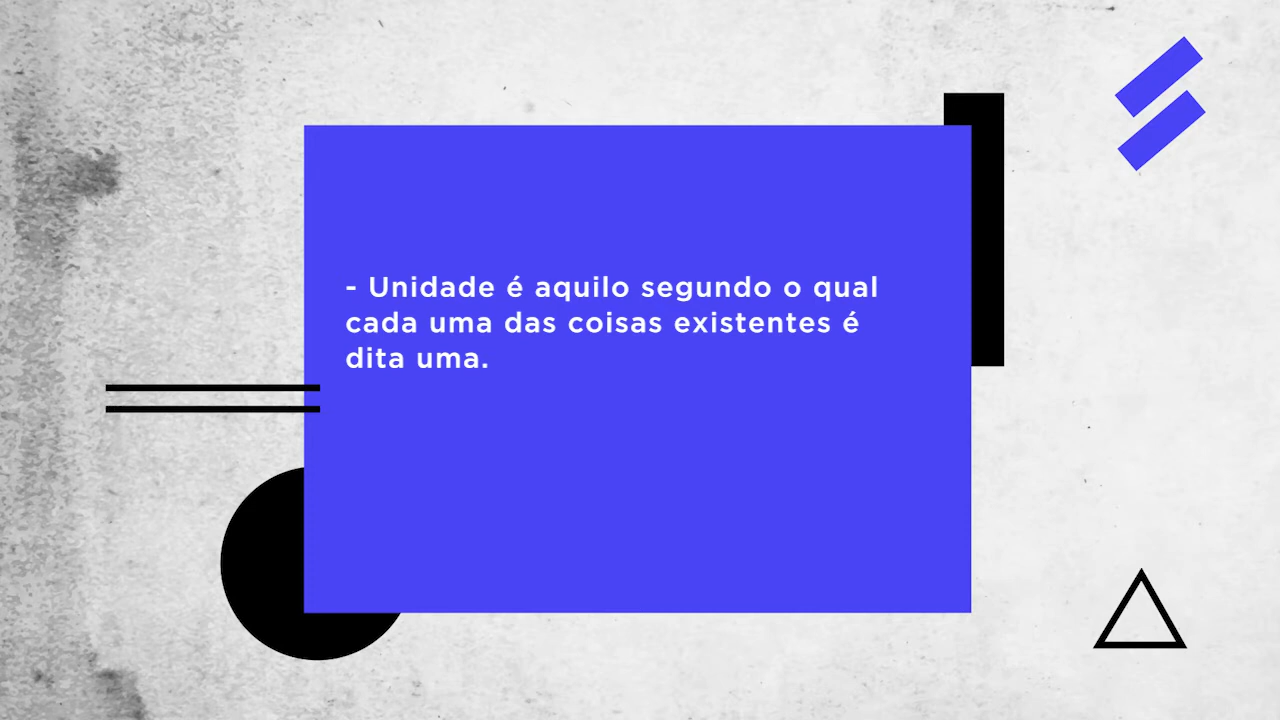 - Unidade é aquilo segundo o qual
cada uma das coisas existentes é
dita uma.